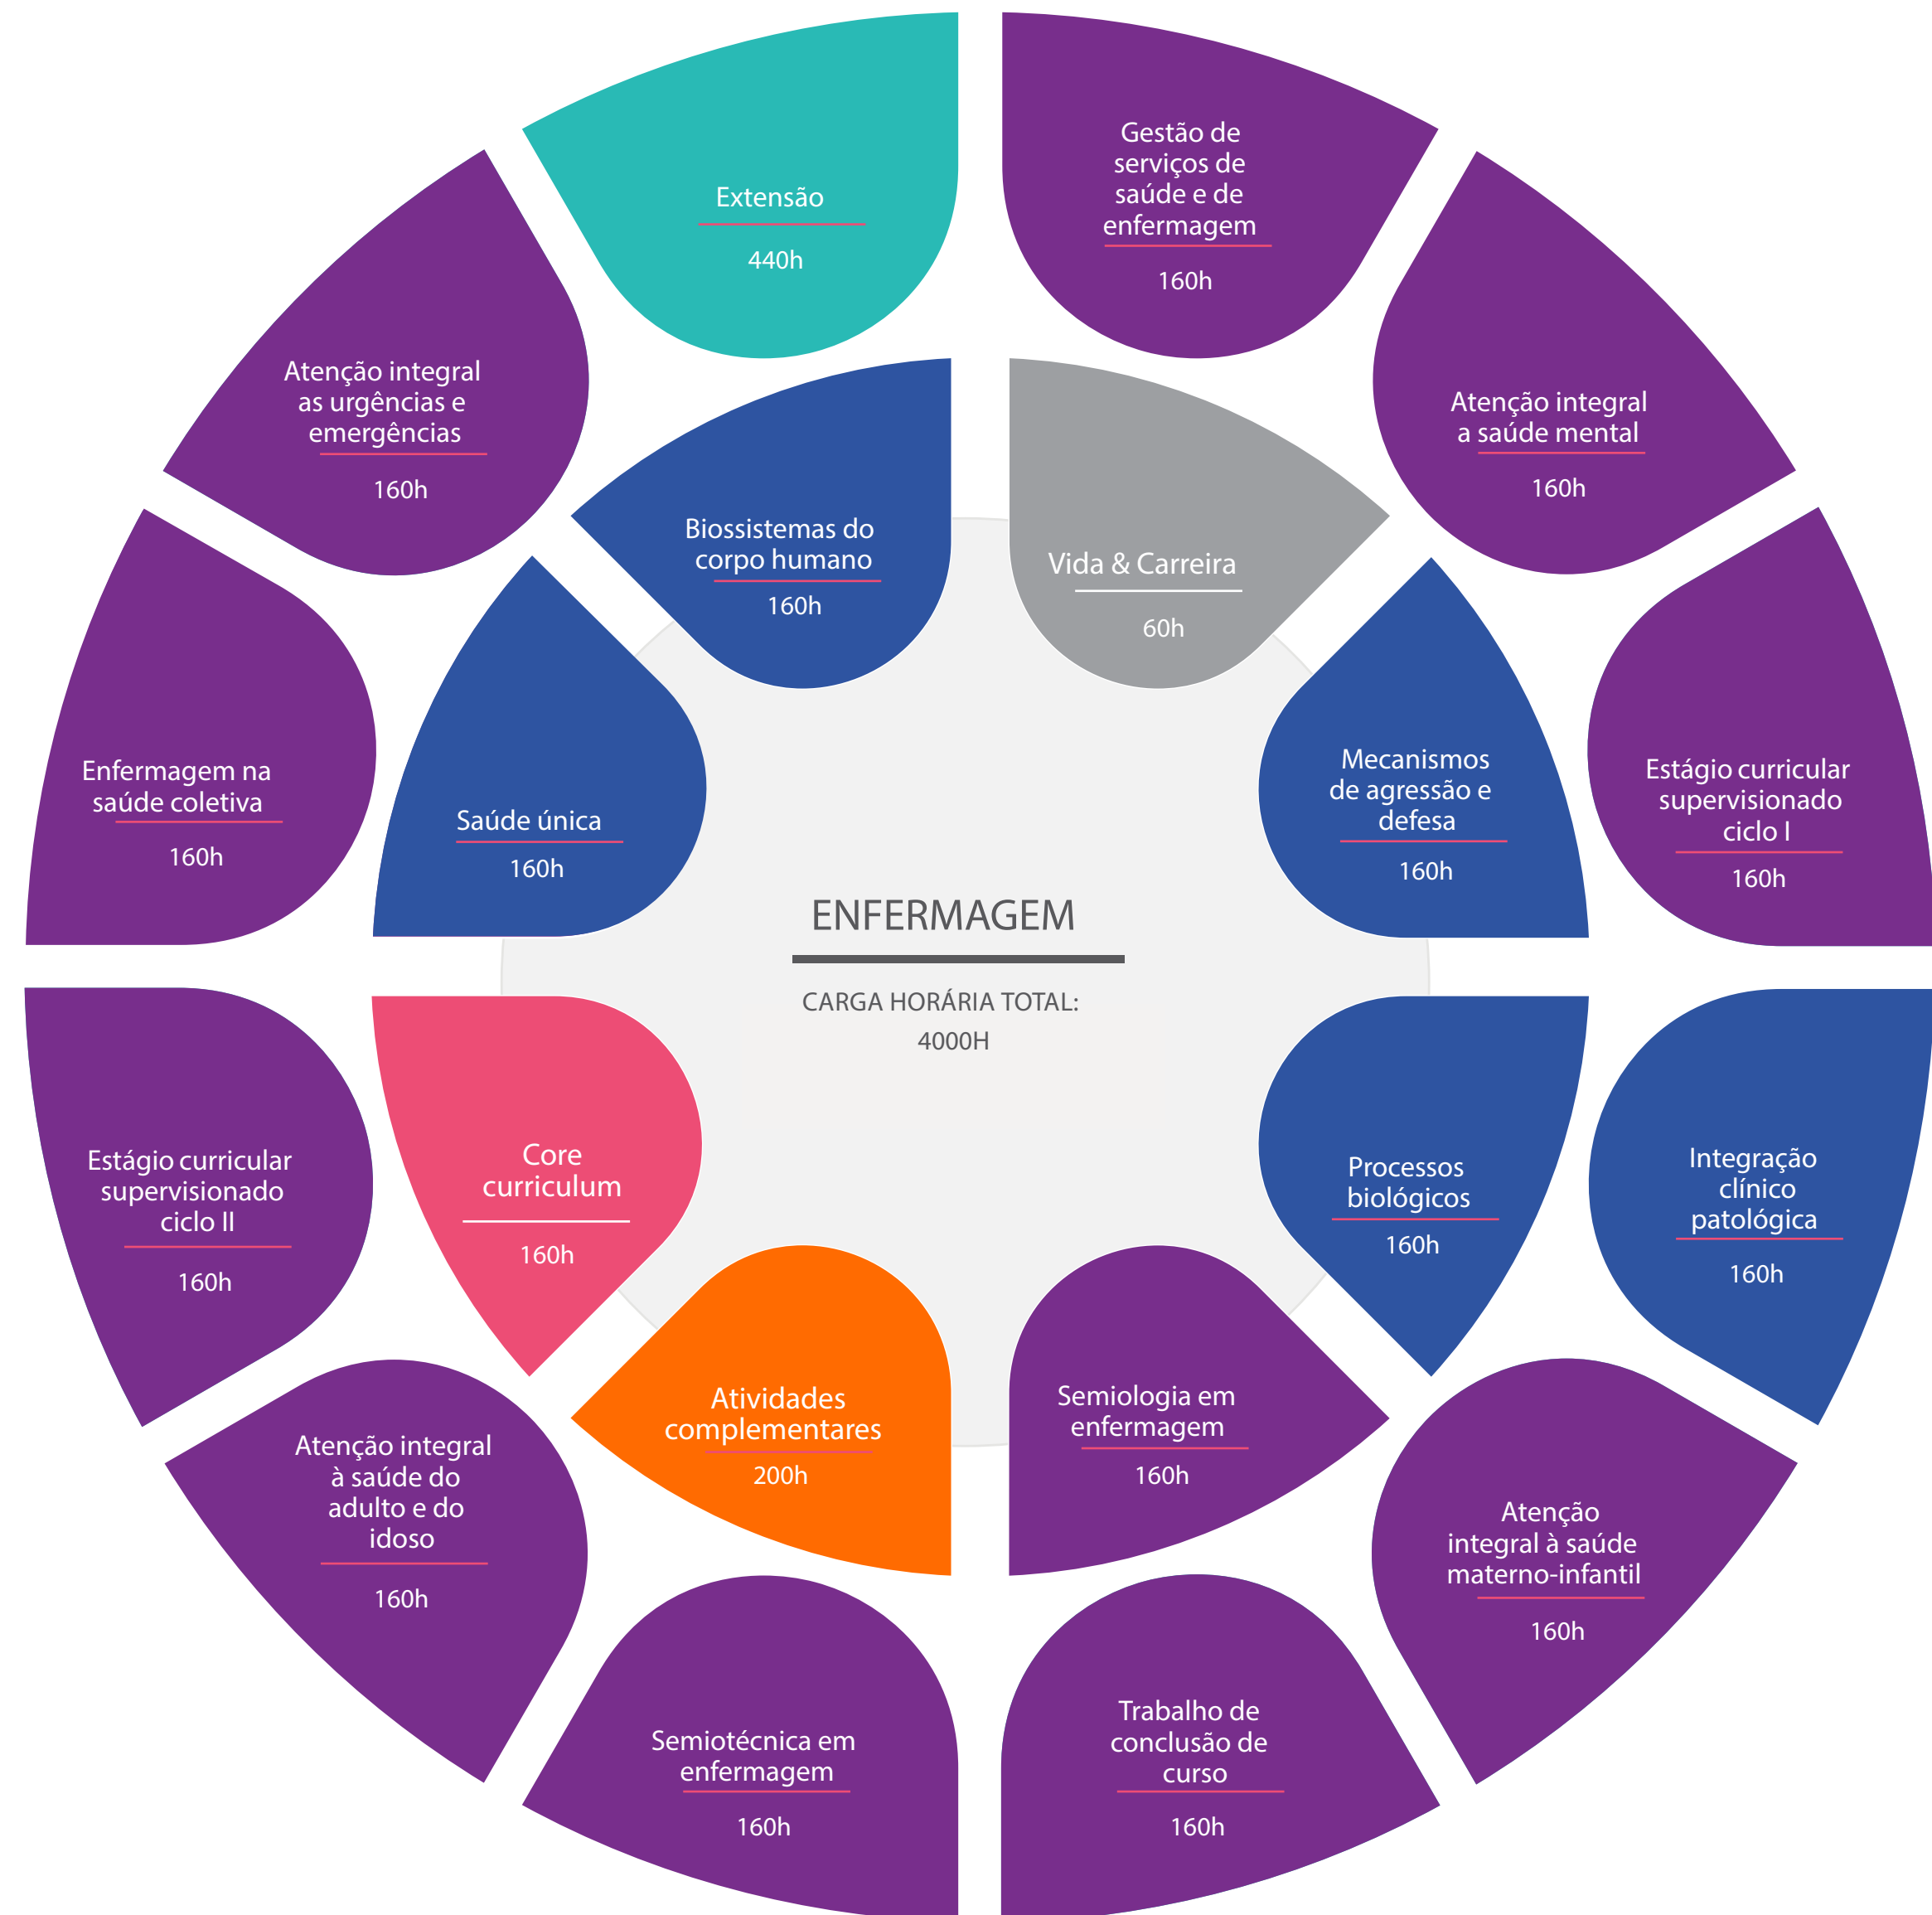 Extensão
440h
Gestão de
serviços de
saúde e de
enfermagem
160h
Atenção integral
a saúde mental
160h
Estágio curricular
supervisionado
ciclo I
160h
Integração
clínico
patológica
160h
Atenção
integral à saúde
materno-infantil
160h
Trabalho de
conclusão de
curso
160h
Semiotécnica em
enfermagem
160h
Atenção integral
à saúde do
adulto e do
idoso
160h
Estágio curricular
supervisionado
ciclo II
160h
Enfermagem na
saúde coletiva
160h
Atenção integral
as urgências e
emergências
160h
Biossistemas do
corpo humano
160h
Vida & Carreira
60h
Mecanismos
de agressão e
defesa
160h
Processos
biológicos
160h
Semiologia em
enfermagem
160h
Atividades
complementares
200h
Core
curriculum
160h
Saúde única
160h
ENFERMAGEM
CARGA HORÁRIA TOTAL:
4000H